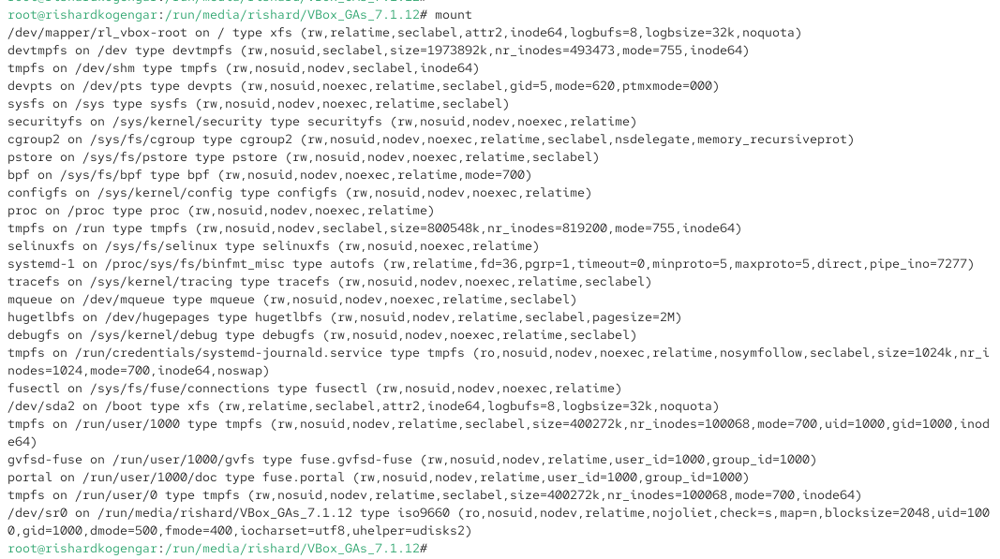 root@rishardkogengar:/run/media/rishard/VBox_GAs_7.1.12# mount
/dev/mapper/rl_vbox-root on / type xfs (rw,relatime,seclabel,attr2,inode64,logbufs=8,logbsize=32k,noquota)
devtmpfs on /dev type devtmpfs (rw,nosuid,seclabel,size=1973892k,nr_inodes=493473,mode=755,inode64)
tmpfs on /dev/shm type tmpfs (rw,nosuid,nodev,seclabel,inode64)
devpts on /dev/pts type devpts (rw,nosuid,noexec,relatime,seclabel,gid=5,mode=620,ptmxmode=000)
sysfs on /sys type sysfs (rw,nosuid,nodev,noexec,relatime,seclabel)
securityfs on /sys/kernel/security type securityfs (rw,nosuid,nodev,noexec,relatime)
cgroup2 on /sys/fs/cgroup type cgroup2 (rw,nosuid,nodev,noexec,relatime,seclabel,nsdelegate,memory_recursiveprot)
pstore on /sys/fs/pstore type pstore (rw,nosuid,nodev,noexec,relatime,seclabel)
bpf on /sys/fs/bpf type bpf (rw,nosuid,nodev,noexec,relatime,mode=700)
configfs on /sys/kernel/config type configfs (rw,nosuid,nodev,noexec,relatime)
proc on /proc type proc (rw,nosuid,nodev,noexec,relatime)
tmpfs on /run type tmpfs (rw,nosuid,nodev,seclabel,size=800548k,nr_inodes=819200,mode=755,inode64)
selinuxfs on /sys/fs/selinux type selinuxfs (rw,nosuid,noexec,relatime)
systemd-1 on /proc/sys/fs/binfmt_misc type autofs (rw,relatime,fd=36,pgrp=1,timeout=0,minproto=5,maxproto=5,direct,pipe_ino=7277)
tracefs on /sys/kernel/tracing type tracefs (rw,nosuid,nodev,noexec,relatime,seclabel)
mqueue on /dev/mqueue type mqueue (rw,nosuid,nodev,noexec,relatime,seclabel)
hugetlbfs on /dev/hugepages type hugetlbfs (rw,nosuid,nodev,relatime,seclabel,pagesize=2M)
debugfs on /sys/kernel/debug type debugfs (rw,nosuid,nodev,noexec,relatime,seclabel)
tmpfs on /run/credentials/systemd-journald.service type tmpfs (ro,nosuid,nodev,noexec,relatime,nosymfollow,seclabel,size=1024k,nr_i
nodes=1024,mode=700,inode64,noswap)
fusectl on /sys/fs/fuse/connections type fusectl (rw,nosuid,nodev,noexec,relatime)
/dev/sda2 on /boot type xfs (rw,relatime,seclabel,attr2,inode64,logbufs=8,logbsize=32k,noquota)
tmpfs on /run/user/1000 type tmpfs (rw,nosuid,nodev,relatime,seclabel,size=400272k,nr_inodes=100068,mode=700,uid=1000,gid=1000,inod
e64)
gvfsd-fuse on /run/user/1000/gvfs type fuse.gvfsd-fuse (rw,nosuid,nodev,relatime,user_id=1000,group_id=1000)
portal on /run/user/1000/doc type fuse.portal (rw,nosuid,nodev,relatime,user_id=1000,group_id=1000)
tmpfs on /run/user/0 type tmpfs (rw,nosuid,nodev,relatime,seclabel,size=400272k,nr_inodes=100068,mode=700,inode64)
/dev/sr0 on /run/media/rishard/VBox_GAs_7.1.12 type iso9660 (ro,nosuid,nodev,relatime,nojoliet,check=s,map=n,blocksize=2048,uid=100
0,gid=1000,dmode=500,fmode=400,iocharset=utf8,uhelper=udisks2)
root@rishardkogengar:/run/media/rishard/VBox_GAs_7.1.12#